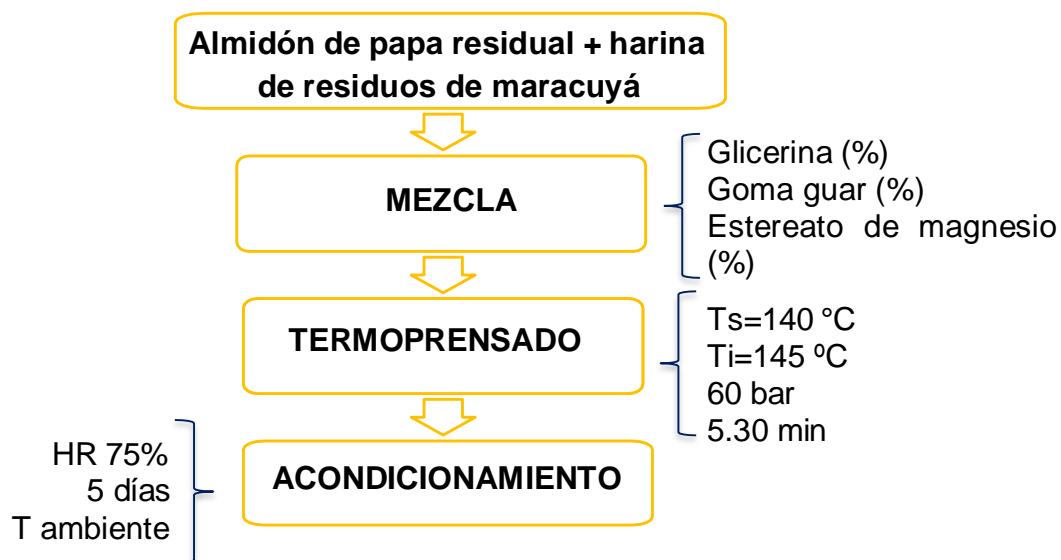 Almidón de papa residual + harina
de residuos de maracuyá
MEZCLA
Glicerina (%)
Goma guar (%)
Estereato de magnesio
(%)
TERMOPRENSADO
Ts=140 °C
Ti=145 ºC
60 bar
5.30 min
ACONDICIONAMIENTO
HR 75%
5 días
T ambiente